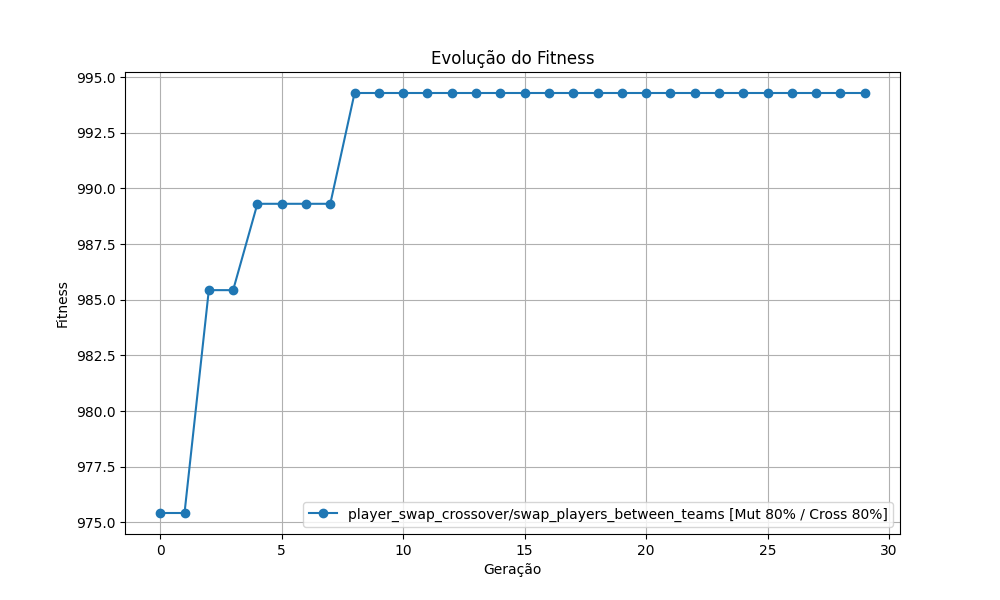 Evolução do Fitness
Fitness
995.0
992.5
990.0
987.5
985.0
982.5
980.0
977.5
975.0
player_swap_crossover/swap_players_between_teams [Mut 80% / Cross 80%]
0 5 10 15 20 25 30
Geração